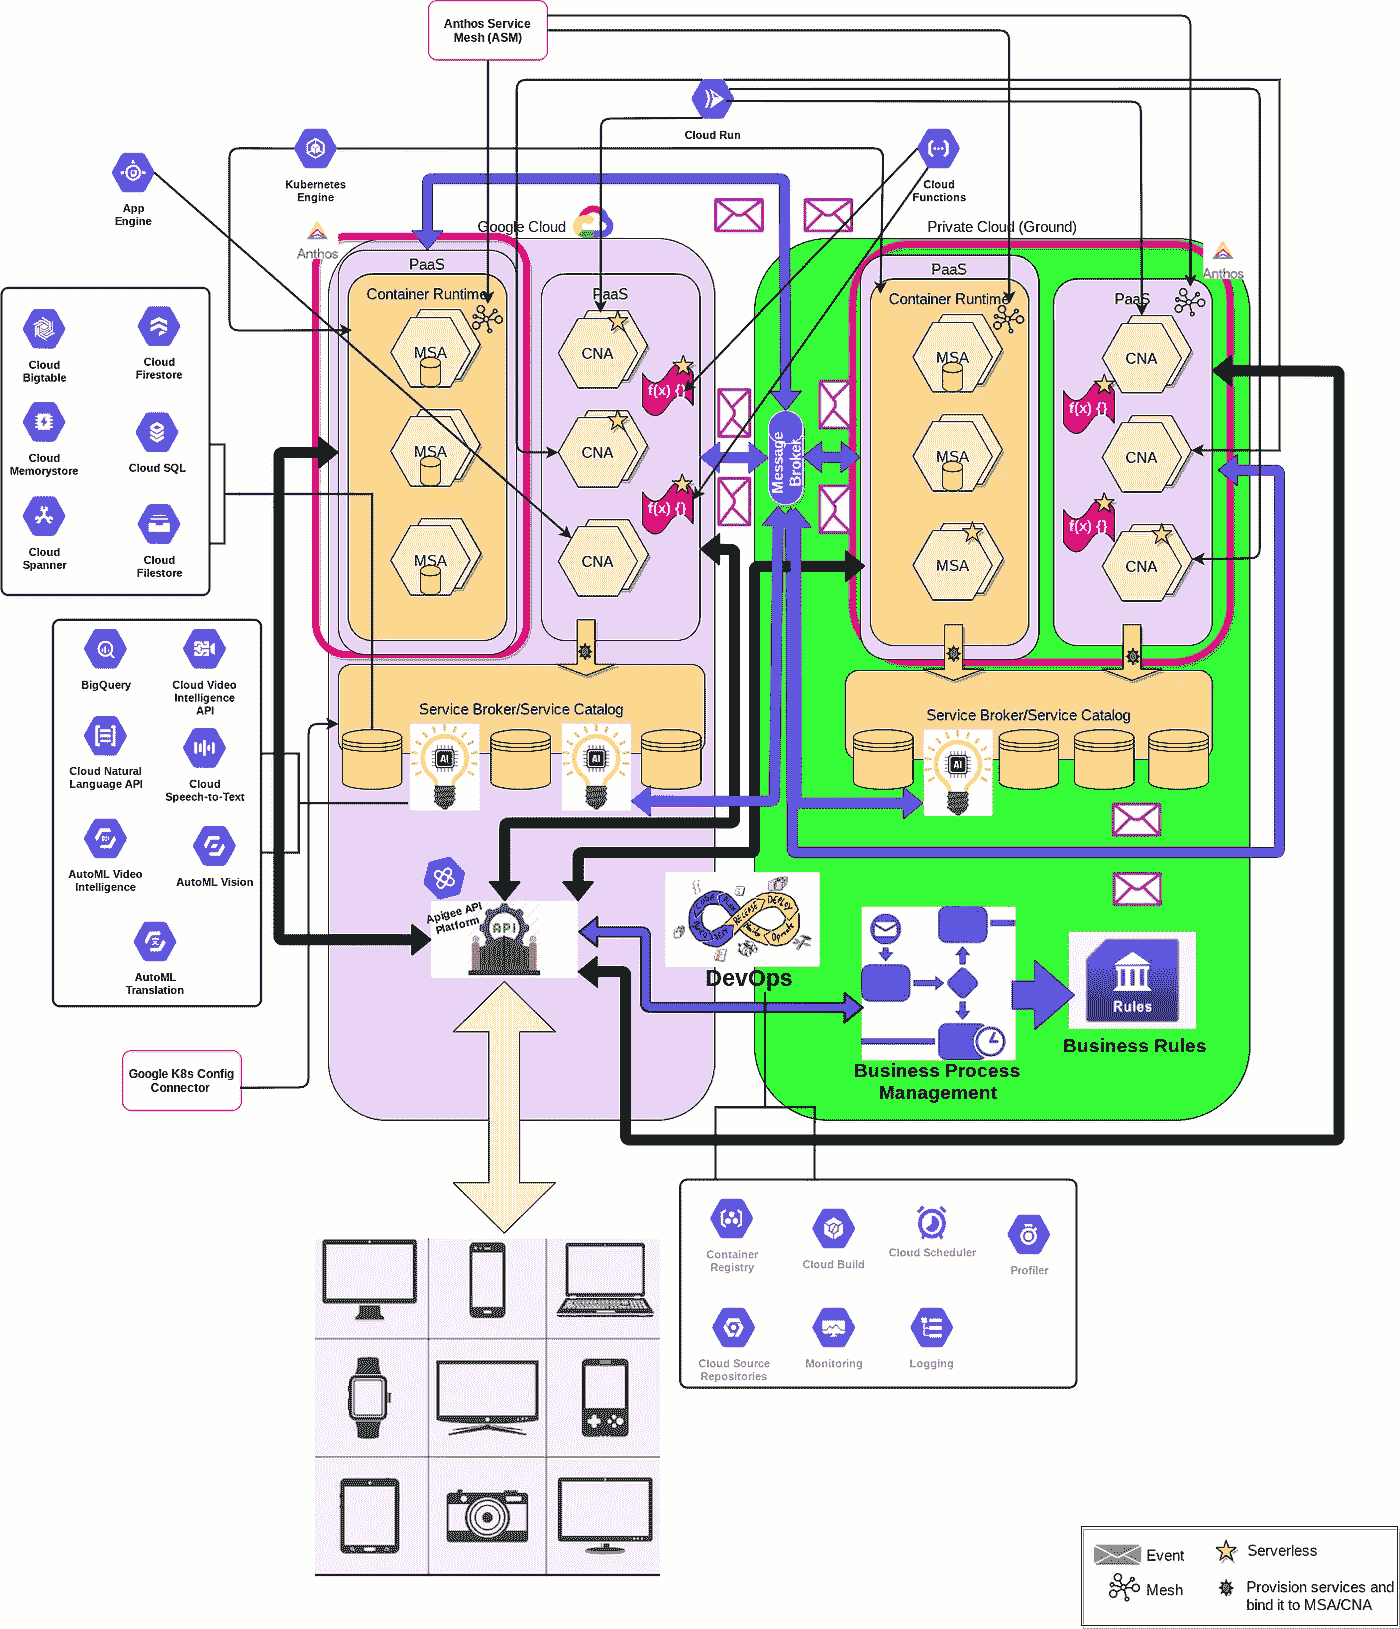 Anthos Service
Mesh (ASM)
Cloud Run
Kubernetes
Engine
App
Engine
Cloud
Functions
Google Cloud
Private Cloud (Ground)
Anthos
Anthos
PaaS
Container Runtime
MSA
MSA
MSA
PaaS
CNA
f(x) {}
CNA
f(x) {}
CNA
Message
Broker
PaaS
Container Runtime
MSA
MSA
MSA
PaaS
CNA
f(x) {}
CNA
f(x) {}
CNA
Cloud
Bigtable
Cloud
Firestore
Cloud
Memorystore
Cloud SQL
Cloud
Spanner
Cloud
Filestore
BigQuery
Cloud Video
Intelligence
API
Cloud Natural
Language API
Cloud
Speech-to-Text
AutoML Video
Intelligence
AutoML Vision
AutoML
Translation
Google K8s Config
Connector
Service Broker/Service Catalog
AI
AI
Service Broker/Service Catalog
AI
Apigee API
Platform
API
RELEASE
DEPLOY
Operate
DevOps
Business Process
Management
Rules
Business Rules
Container
Registry
Cloud Build
Cloud Scheduler
Profiler
Cloud Source
Repositories
Monitoring
Logging
Event
Serverless
Mesh
Provision services and
bind it to MSA/CNA